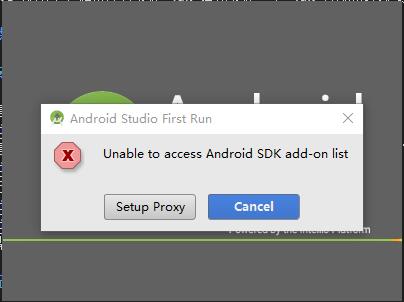 Android Studio First Run
Unable to access Android SDK add-on list
Setup Proxy
Cancel
Powered by the IntelliJ Platform